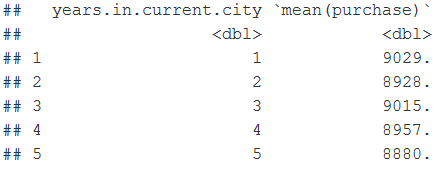 ##   years.in.current.city `mean(purchase)`
##                   <dbl>            <dbl>
## 1                     1            9029.
## 2                     2            8928.
## 3                     3            9015.
## 4                     4            8957.
## 5                     5            8880.